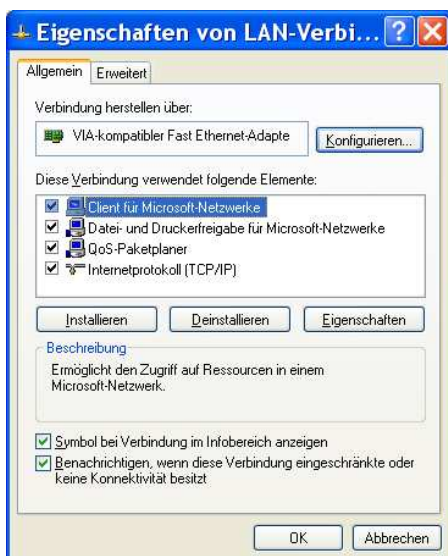 Eigenschaften von LAN-Verbi...
Allgemein
Erweitert
Verbindung herstellen über:
VIA-kompatibler Fast Ethernet-Adapte
Konfigurieren...
Diese Verbindung verwendet folgende Elemente:
Client für Microsoft-Netzwerke
Datei- und Druckerfreigabe für Microsoft-Netzwerke
QoS-Paketplaner
Internetprotokoll (TCP/IP)
Installieren
Deinstallieren
Eigenschaften
Beschreibung
Ermöglicht den Zugriff auf Ressourcen in einem
Microsoft-Netzwerk.
Symbol bei Verbindung im Infobereich anzeigen
Benachrichtigen, wenn diese Verbindung eingeschränkte oder
keine Konnektivität besitzt
OK
Abbrechen